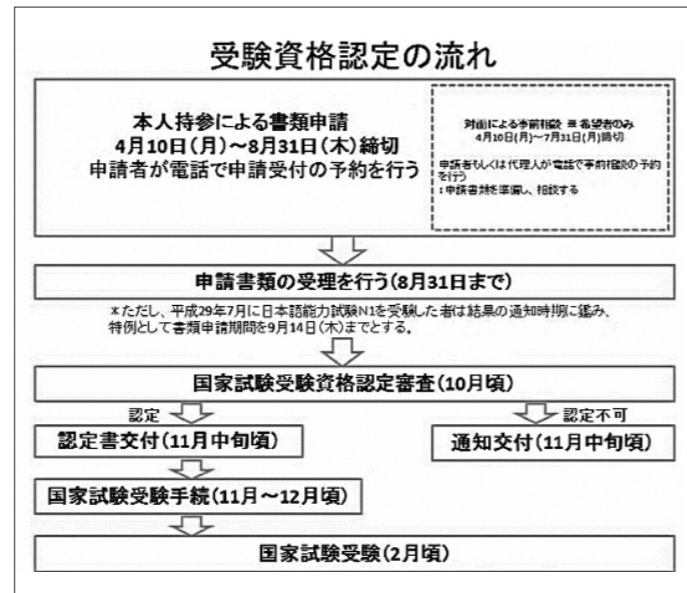 受験資格認定の流れ
本人持参による書類申請
4月10日(月)～8月31日(木)締切
申請者が電話で申請受付の予約を行う
対面による事前相談 ※ 希望者のみ
4月10日(月)～7月31日(月)締切
申請者もしくは代理人が電話で事前相談の予約
を行う
：申請書類を準備し、相談する
申請書類の受理を行う(8月31日まで)
＊ただし、平成29年7月に日本語能力試験N1を受験した者は結果の通知時期に鑑み、
特例として書類申請期間を9月14日(木)までとする。
国家試験受験資格認定審査(10月頃)
認定
認定不可
認定書交付(11月中旬頃)
通知交付(11月中旬頃)
国家試験受験手続(11月～12月頃)
国家試験受験(2月頃)